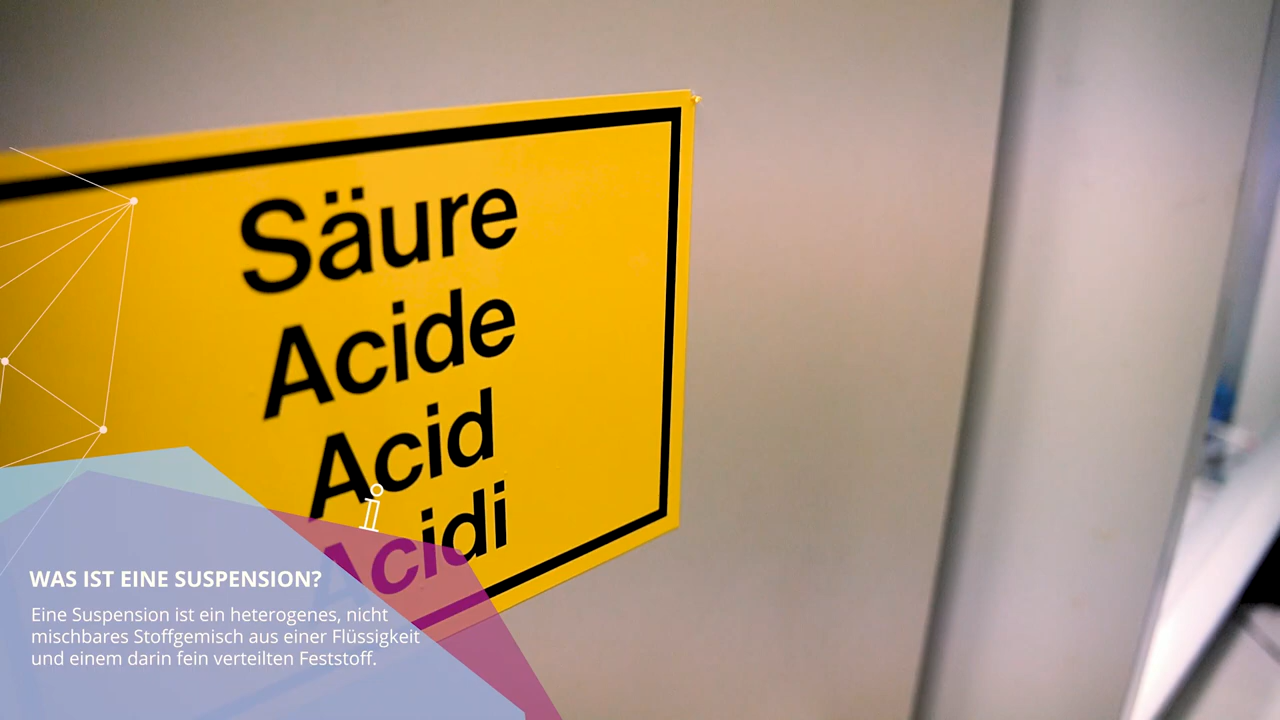 Säure
Acide
Acid
Acidi
WAS IST EINE SUSPENSION?
Eine Suspension ist ein heterogenes, nicht
mischbares Stoffgemisch aus einer Flüssigkeit
und einem darin fein verteilten Feststoff.